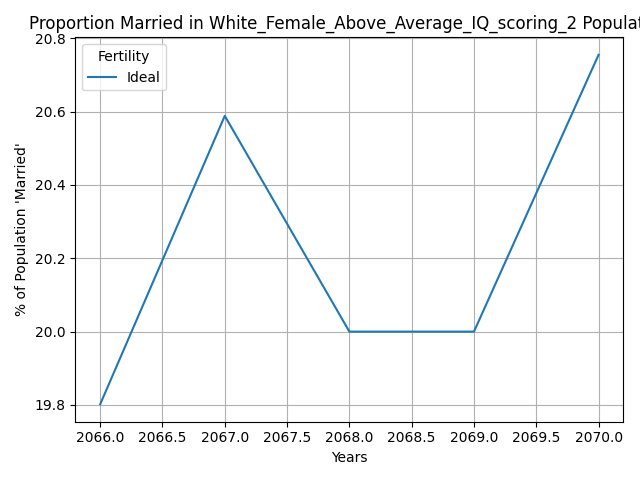 Proportion Married in White_Female_Above_Average_IQ_scoring_2 Populat
Fertility
Ideal
20.8
20.6
20.4
20.2
20.0
19.8
% of Population 'Married'
2066.0 2066.5 2067.0 2067.5 2068.0 2068.5 2069.0 2069.5 2070.0
Years